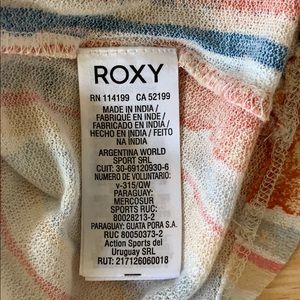 ROXY
RN 114199 CA 52199
MADE IN INDIA /
FABRIQUÉ EN INDE /
FABRICADO EN INDIA /
HECHO EN INDIA / FEITO
NA ÍNDIA
ARGENTINA WORLD
SPORT SRL
CUIT: 30-69120930-6
NUMERO DE VOLUNTARIO:
v-315/QW
PARAGUAY:
MERCOSUR
SPORTS RUC:
80028213-2
PARAGUAY: GUATA PORA S.A.
RUC 80050373-2
Action Sports del
Uruguay SRL
RUT: 217126060018